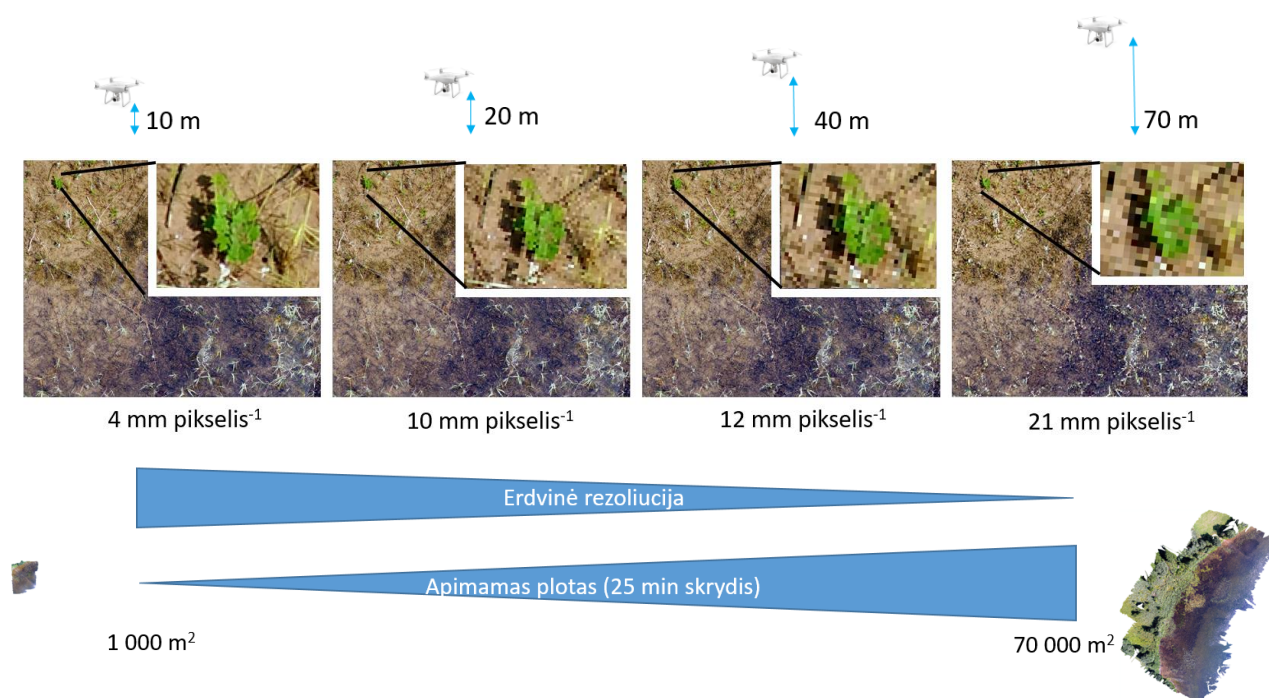 10 m
20 m
40 m
70 m
4 mm pikselis⁻¹
10 mm pikselis⁻¹
12 mm pikselis⁻¹
21 mm pikselis⁻¹
Erdvinė rezoliucija
Apimamas plotas (25 min skrydis)
1 000 m²
70 000 m²